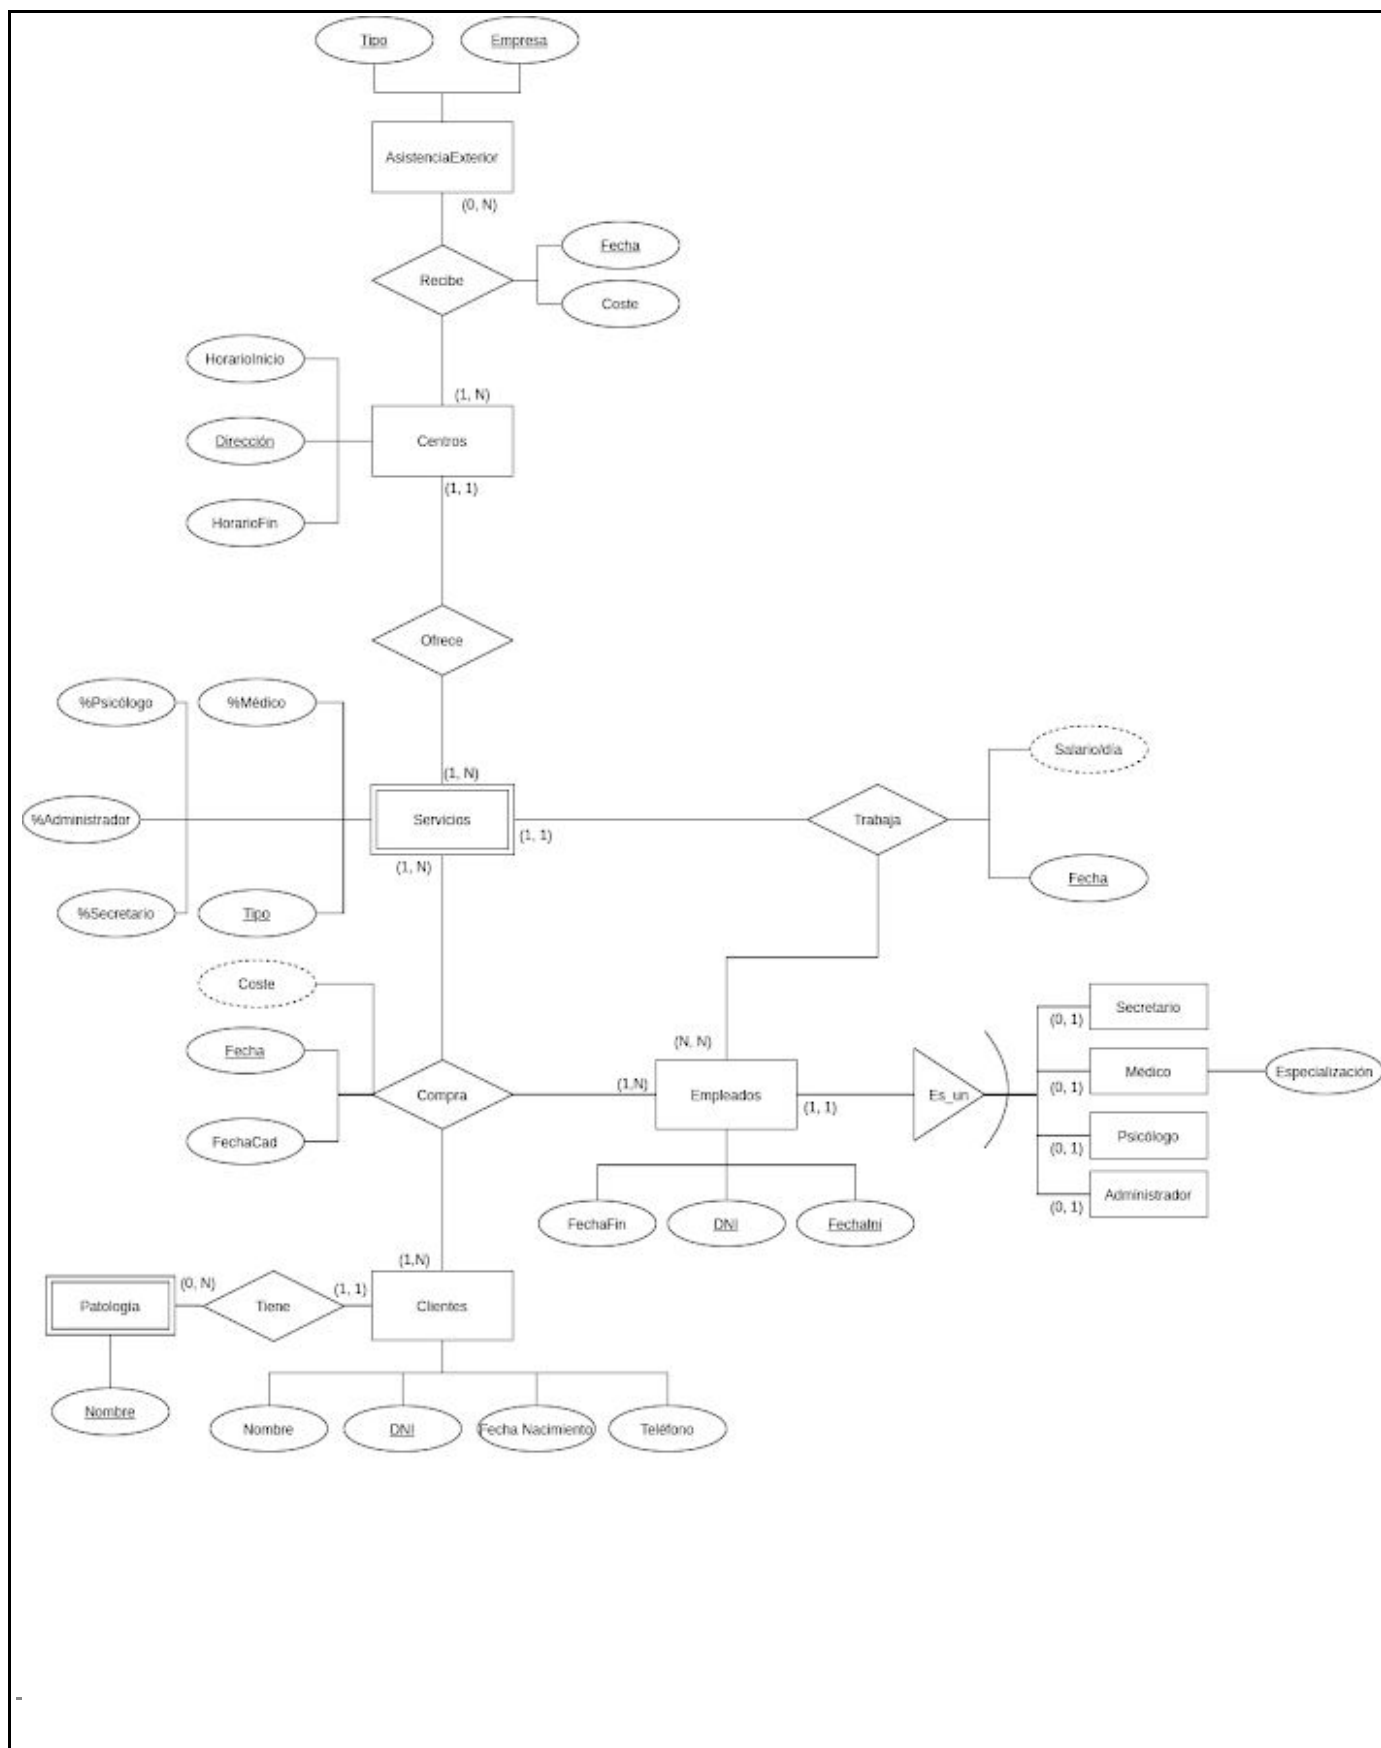 Tipo
Empresa
AsistenciaExterior
(0, N)
Fecha
Recibe
Coste
HorarioInicio
(1, N)
Dirección
Centros
(1, 1)
HorarioFin
Ofrece
%Psicólogo
%Médico
Salario/día
(1, N)
%Administrador
Servicios
Trabaja
(1, 1)
(1, N)
Fecha
%Secretario
Tipo
Coste
Secretario
(0, 1)
Fecha
(N, N)
Médico
Especialización
(1,N)
(0, 1)
Compra
Empleados
Es_un
(1, 1)
Psicólogo
FechaCad
(0, 1)
Administrador
(0, 1)
FechaFin
DNI
FechaIni
(1,N)
(0, N)
(1, 1)
Patología
Tiene
Clientes
Nombre
Nombre
DNI
Fecha Nacimiento
Teléfono
-